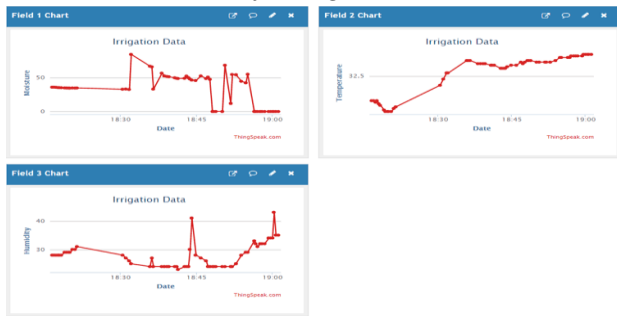 Field 1 Chart
Irrigation Data
Moisture
50
0
18:30
18:45
19:00
Date
ThingSpeak.com
Field 2 Chart
Irrigation Data
Temperature
32.5
18:30
18:45
19:00
Date
ThingSpeak.com
Field 3 Chart
Irrigation Data
Humidity
40
30
18:30
18:45
19:00
Date
ThingSpeak.com